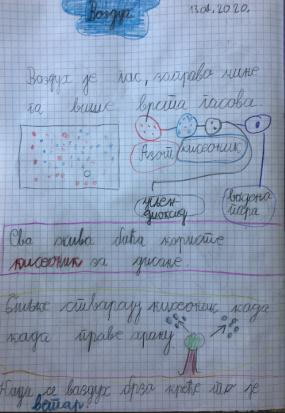 Ваздух
13.01.2020.
Ваздух је гас, заправо чине
га више врста гасова
Азот
кисеоник
угљен-
диоксид
водена
пара
Сва жива бића користе
кисеоник за дисање.
Биљке стварају кисеоник када
када праве храну
Када се ваздух брзо креће то је
ветар